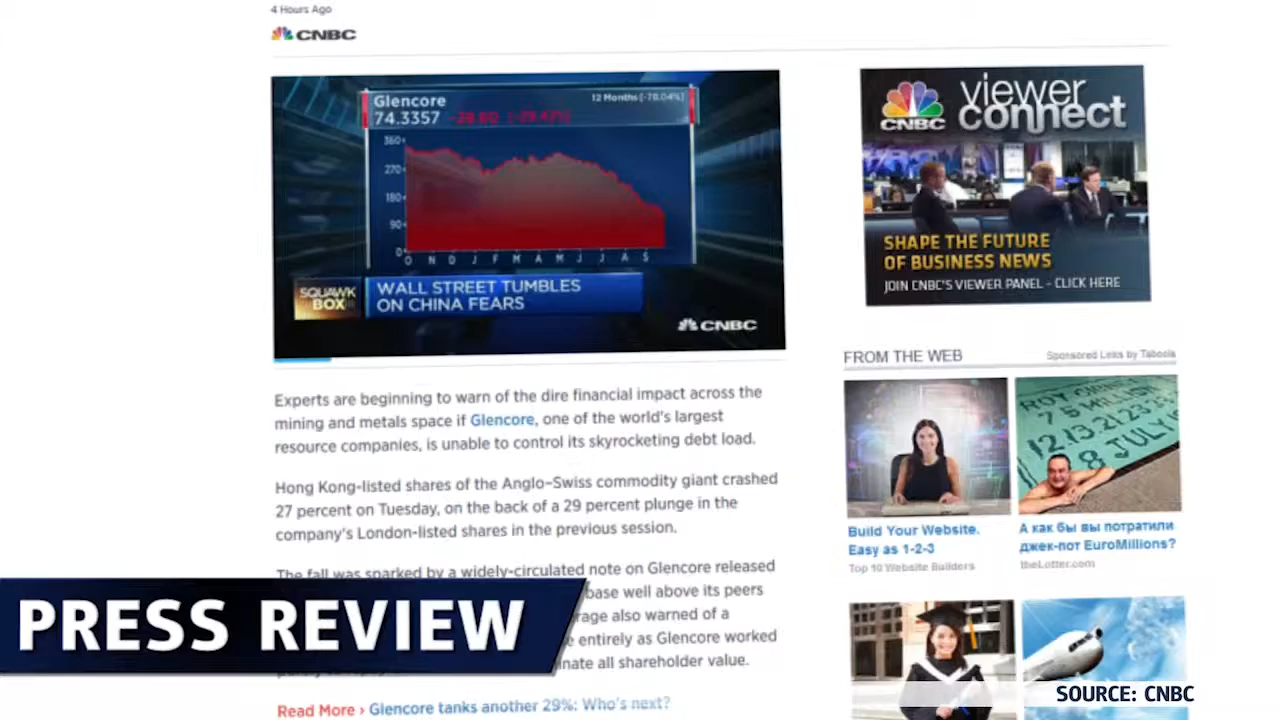 4 Hours Ago
CNBC
Glencore
12 Months [-78.04%]
74.3357
360
270
180
90
0
O N D J F M A M J J A S
SQUAWK
BOX
WALL STREET TUMBLES
ON CHINA FEARS
CNBC
Experts are beginning to warn of the dire financial impact across the
mining and metals space if Glencore, one of the world's largest
resource companies, is unable to control its skyrocketing debt load.
Hong Kong-listed shares of the Anglo-Swiss commodity giant crashed
27 percent on Tuesday, on the back of a 29 percent plunge in the
company's London-listed shares in the previous session.
The fall was sparked by a widely-circulated note on Glencore released
base well above its peers
rage also warned of a
e entirely as Glencore worked
nate all shareholder value.
Read More › Glencore tanks another 29%: Who's next?
CNBC
viewer
connect
SHAPE THE FUTURE
OF BUSINESS NEWS
JOIN CNBC'S VIEWER PANEL - CLICK HERE
FROM THE WEB
Sponsored Links by Taboola
Build Your Website.
Easy as 1-2-3
Top 10 Website Builders
А как бы вы потратили
джек-пот EuroMillions?
theLotter.com
PRESS REVIEW
SOURCE: CNBC